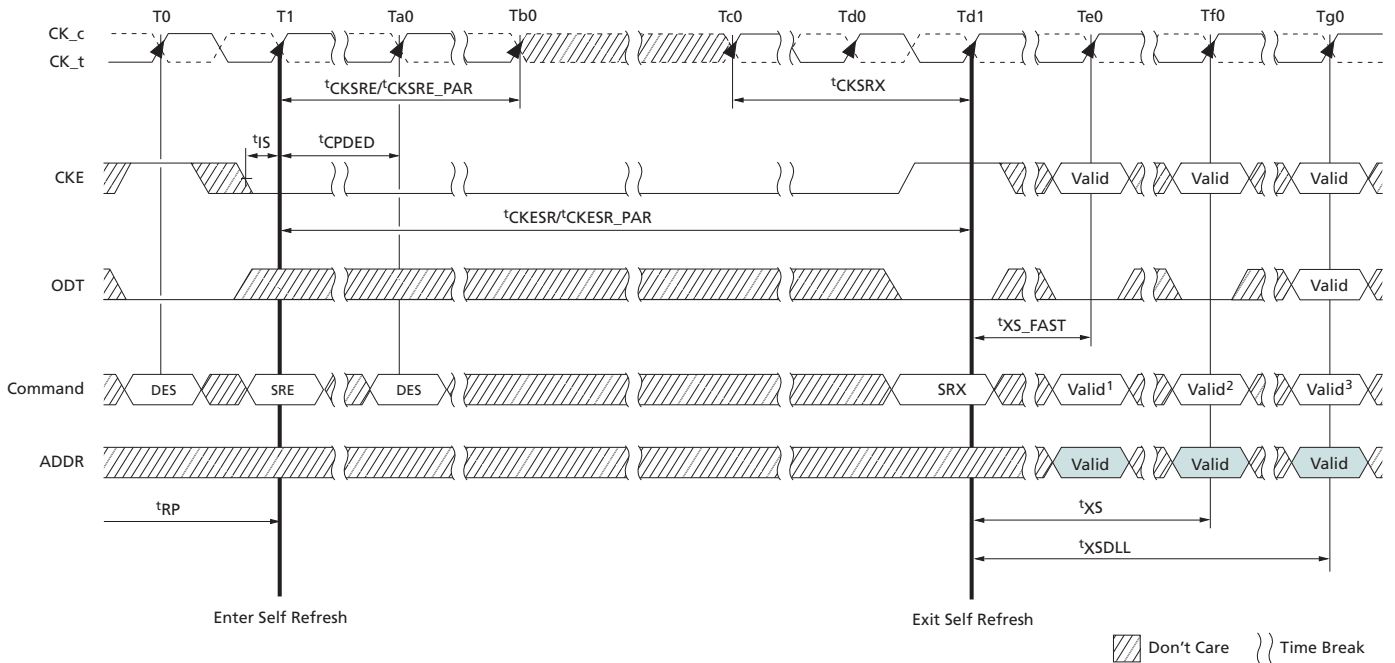 T0 T1 Ta0 Tb0 Tc0 Td0 Td1 Te0 Tf0 Tg0
CK_c
CK_t
tCKSRE/tCKSRE_PAR tCKSRX
tIS tCPDED
CKE Valid Valid Valid
tCKESR/tCKESR_PAR
ODT Valid
tXS_FAST
Command DES SRE DES SRX Valid1 Valid2 Valid3
ADDR Valid Valid Valid
tRP tXS
tXSDLL
Enter Self Refresh Exit Self Refresh
Don't Care Time Break